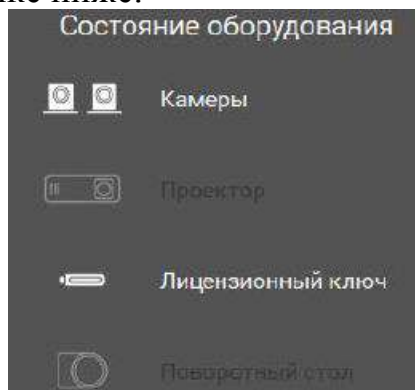 Состояние оборудования
Камеры
Проектор
Лицензионный ключ
Поворотный стол